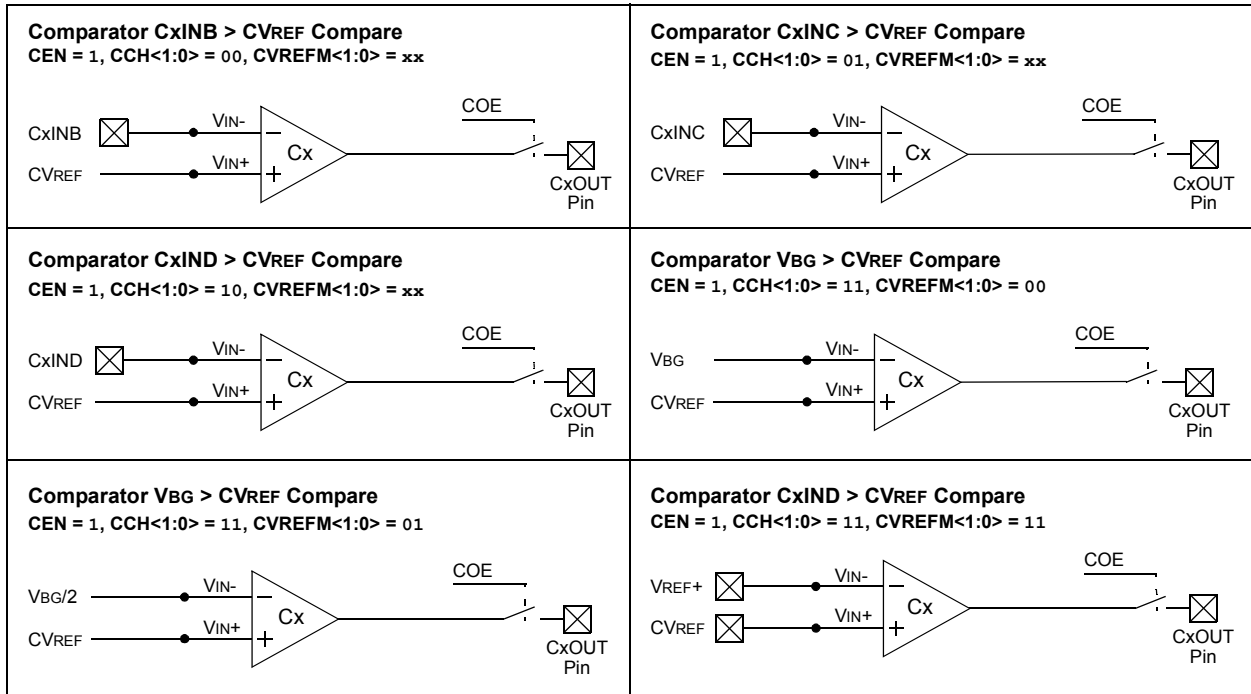 Comparator CxINB > CVREF Compare
CEN = 1, CCH<1:0> = 00, CVREFM<1:0> = xx
COE
CxINB
VIN-
–
Cx
CVREF
VIN+
+
CxOUT
Pin
Comparator CxINC > CVREF Compare
CEN = 1, CCH<1:0> = 01, CVREFM<1:0> = xx
COE
CxINC
VIN-
–
Cx
CVREF
VIN+
+
CxOUT
Pin
Comparator CxIND > CVREF Compare
CEN = 1, CCH<1:0> = 10, CVREFM<1:0> = xx
COE
CxIND
VIN-
–
Cx
CVREF
VIN+
+
CxOUT
Pin
Comparator VBG > CVREF Compare
CEN = 1, CCH<1:0> = 11, CVREFM<1:0> = 00
COE
VBG
VIN-
–
Cx
CVREF
VIN+
+
CxOUT
Pin
Comparator VBG > CVREF Compare
CEN = 1, CCH<1:0> = 11, CVREFM<1:0> = 01
COE
VBG/2
VIN-
–
Cx
CVREF
VIN+
+
CxOUT
Pin
Comparator CxIND > CVREF Compare
CEN = 1, CCH<1:0> = 11, CVREFM<1:0> = 11
COE
VREF+
VIN-
–
Cx
CVREF
VIN+
+
CxOUT
Pin